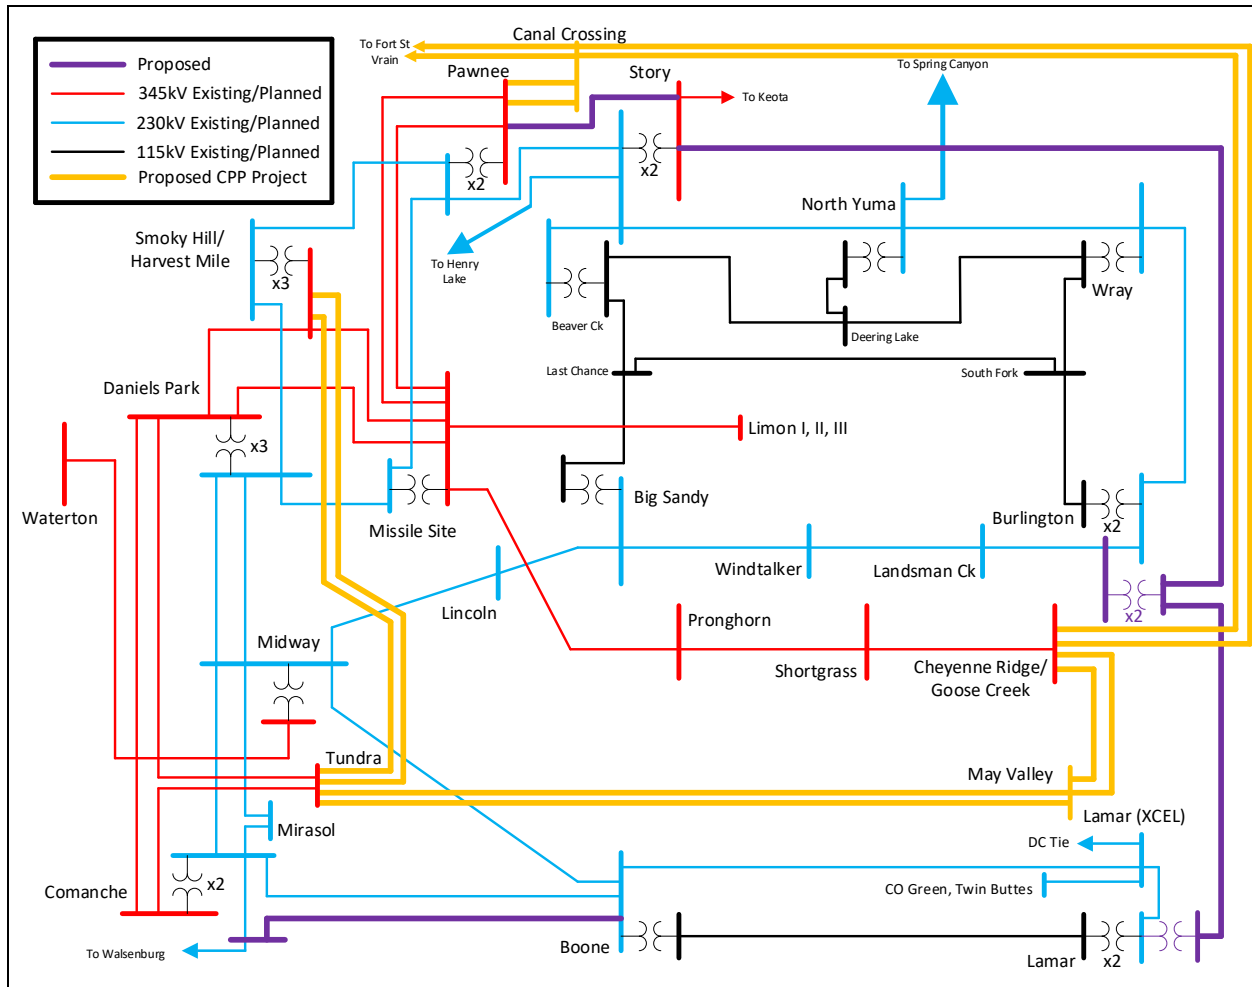 Canal Crossing
To Fort St
Vrain
Proposed
345kV Existing/Planned
230kV Existing/Planned
115kV Existing/Planned
Proposed CPP Project
Pawnee
Story
To Spring Canyon
To Keota
x2
x2
North Yuma
Smoky Hill/
Harvest Mile
x3
To Henry
Lake
Wray
Beaver Ck
Deering Lake
Last Chance
South Fork
Daniels Park
x3
Limon I, II, III
Waterton
Missile Site
Big Sandy
Burlington
x2
Windtalker
Landsman Ck
Lincoln
x2
Midway
Pronghorn
Shortgrass
Cheyenne Ridge/
Goose Creek
Tundra
May Valley
Lamar (XCEL)
Mirasol
DC Tie
Comanche
x2
CO Green, Twin Buttes
To Walsenburg
Boone
Lamar
x2